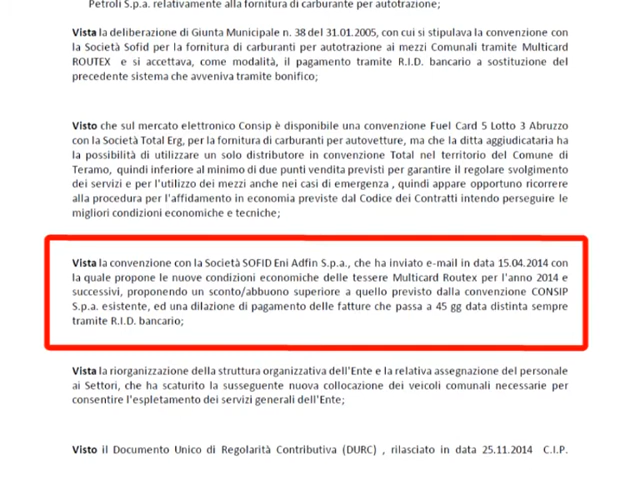 Petroli S.p.a. relativamente alla fornitura di carburante per autotrazione;
Vista la deliberazione di Giunta Municipale n. 38 del 31.01.2005, con cui si stipulava la convenzione con
la Società Sofid per la fornitura di carburanti per autotrazione ai mezzi Comunali tramite Multicard
ROUTEX e si accettava, come modalità, il pagamento tramite R.I.D. bancario a sostituzione del
precedente sistema che avveniva tramite bonifico;
Visto che sul mercato elettronico Consip è disponibile una convenzione Fuel Card 5 Lotto 3 Abruzzo
con la Società Total Erg, per la fornitura di carburanti per autovetture, ma che la ditta aggiudicataria ha
la possibilità di utilizzare un solo distributore in convenzione Total nel territorio del Comune di
Teramo, quindi inferiore al minimo di due punti vendita previsti per garantire il regolare svolgimento
dei servizi e per l'utilizzo dei mezzi anche nei casi di emergenza , quindi appare opportuno ricorrere
alla procedura per l'affidamento in economia previste dal Codice dei Contratti intendo perseguire le
migliori condizioni economiche e tecniche;
Vista la convenzione con la Società SOFID Eni Adfin S.p.a., che ha inviato e-mail in data 15.04.2014 con
la quale propone le nuove condizioni economiche delle tessere Multicard Routex per l'anno 2014 e
successivi, proponendo un sconto/abbuono superiore a quello previsto dalla convenzione CONSIP
S.p.a. esistente, ed una dilazione di pagamento delle fatture che passa a 45 gg data distinta sempre
tramite R.I.D. bancario;
Vista la riorganizzazione della struttura organizzativa dell'Ente e la relativa assegnazione del personale
ai Settori, che ha scaturito la susseguente nuova collocazione dei veicoli comunali necessarie per
consentire l'espletamento dei servizi generali dell'Ente;
Visto il Documento Unico di Regolarità Contributiva (DURC) , rilasciato in data 25.11.2014 C.I.P.